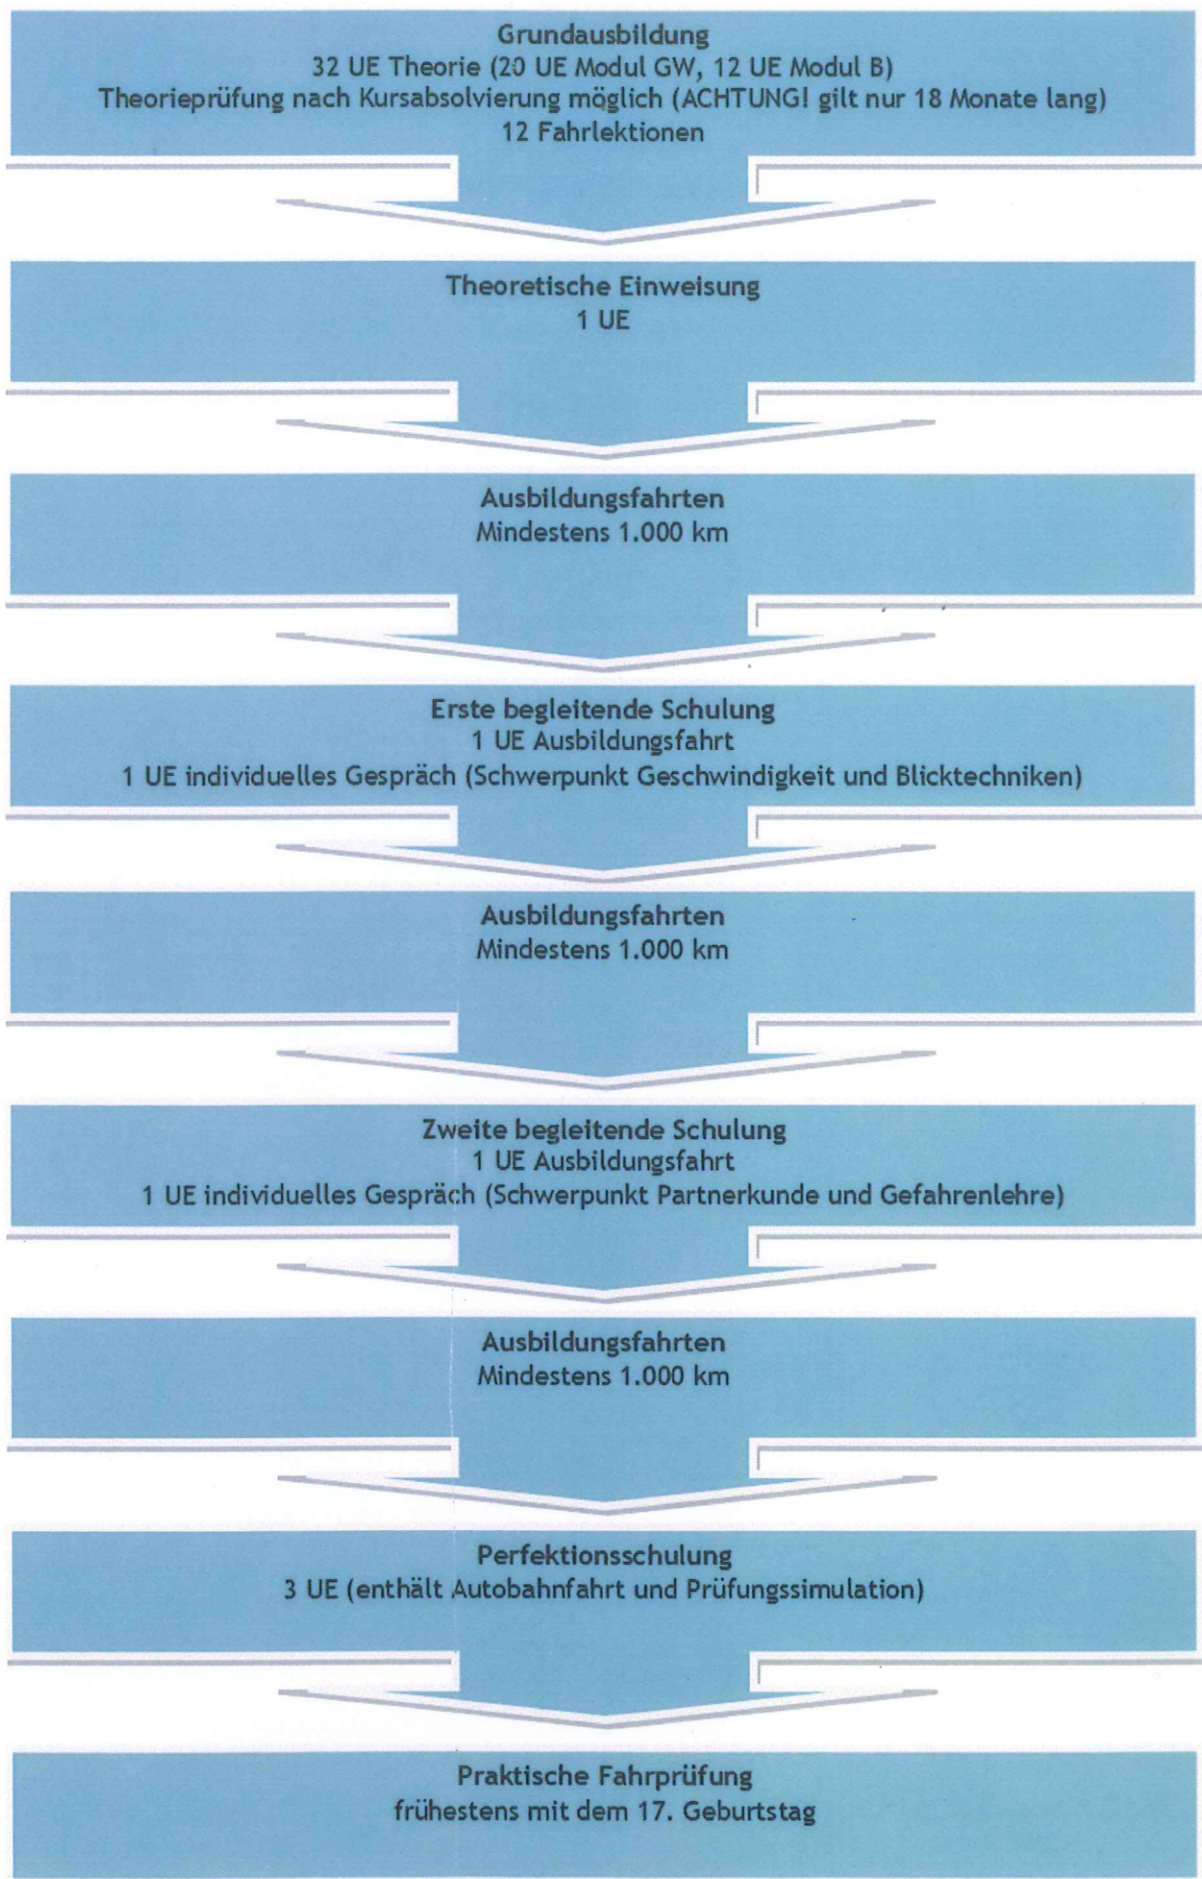 Grundausbildung
32 UE Theorie (20 UE Modul GW, 12 UE Modul B)
Theorieprüfung nach Kursabsolvierung möglich (ACHTUNG! gilt nur 18 Monate lang)
12 Fahrlektionen
Theoretische Einweisung
1 UE
Ausbildungsfahrten
Mindestens 1.000 km
Erste begleitende Schulung
1 UE Ausbildungsfahrt
1 UE individuelles Gespräch (Schwerpunkt Geschwindigkeit und Blicktechniken)
Ausbildungsfahrten
Mindestens 1.000 km
Zweite begleitende Schulung
1 UE Ausbildungsfahrt
1 UE individuelles Gespräch (Schwerpunkt Partnerkunde und Gefahrenlehre)
Ausbildungsfahrten
Mindestens 1.000 km
Perfektionsschulung
3 UE (enthält Autobahnfahrt und Prüfungssimulation)
Praktische Fahrprüfung
frühestens mit dem 17. Geburtstag